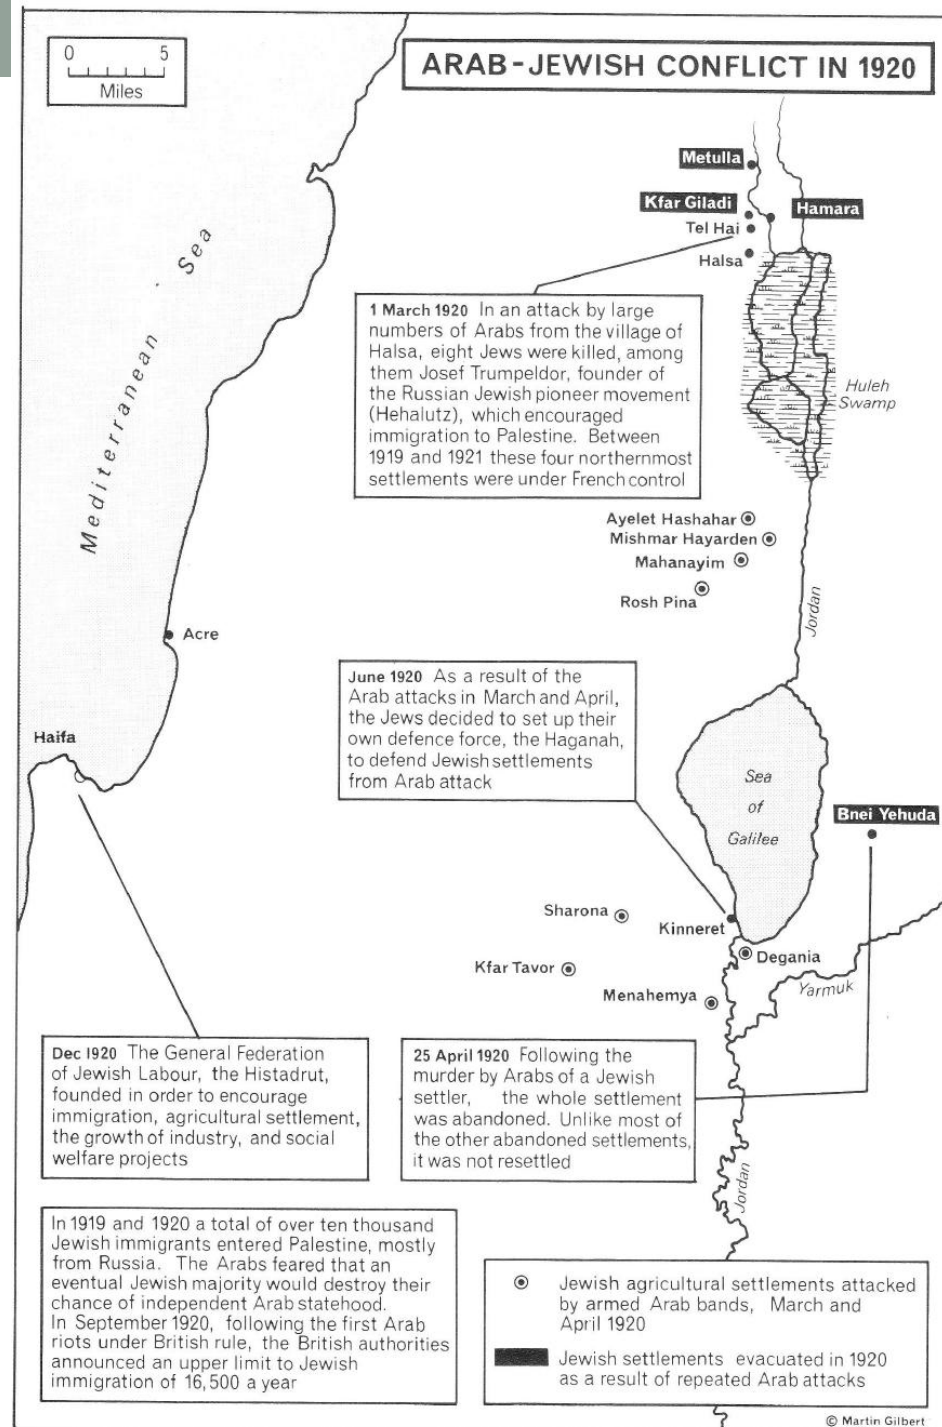 0 5
Miles
ARAB-JEWISH CONFLICT IN 1920
Metulla
Kfar Giladi
Hamara
Tel Hai
Halsa
Mediterranean Sea
1 March 1920 In an attack by large
numbers of Arabs from the village of
Halsa, eight Jews were killed, among
them Josef Trumpeldor, founder of
the Russian Jewish pioneer movement
(Hehalutz), which encouraged
immigration to Palestine. Between
1919 and 1921 these four northernmost
settlements were under French control
Huleh
Swamp
Ayelet Hashahar
Mishmar Hayarden
Mahanayim
Rosh Pina
Jordan
Acre
June 1920 As a result of the
Arab attacks in March and April,
the Jews decided to set up their
own defence force, the Haganah,
to defend Jewish settlements
from Arab attack
Haifa
Sea
of
Galilee
Bnei Yehuda
Sharona
Kinneret
Degania
Kfar Tavor
Menahemya
Yarmuk
Dec 1920 The General Federation
of Jewish Labour, the Histadrut,
founded in order to encourage
immigration, agricultural settlement,
the growth of industry, and social
welfare projects
25 April 1920 Following the
murder by Arabs of a Jewish
settler, the whole settlement
was abandoned. Unlike most of
the other abandoned settlements,
it was not resettled
Jordan
In 1919 and 1920 a total of over ten thousand
Jewish immigrants entered Palestine, mostly
from Russia. The Arabs feared that an
eventual Jewish majority would destroy their
chance of independent Arab statehood.
In September 1920, following the first Arab
riots under British rule, the British authorities
announced an upper limit to Jewish
immigration of 16,500 a year
Jewish agricultural settlements attacked
by armed Arab bands, March and
April 1920
Jewish settlements evacuated in 1920
as a result of repeated Arab attacks
© Martin Gilbert